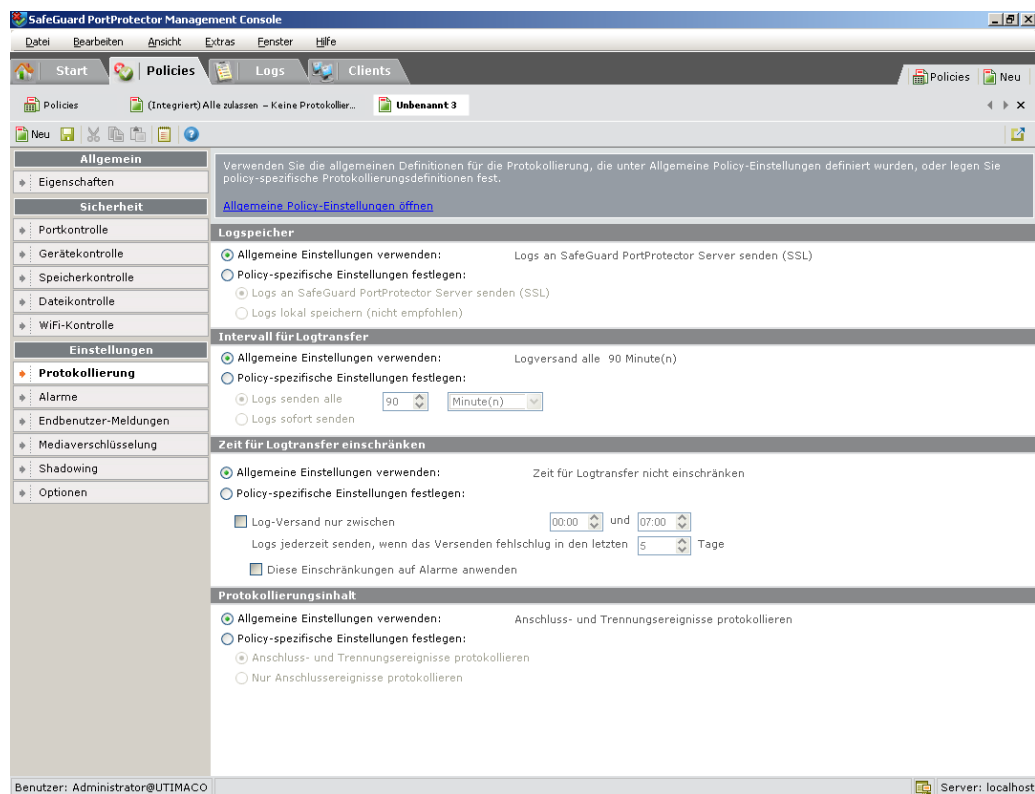 SafeGuard PortProtector Management Console
Datei Bearbeiten Ansicht Extras Fenster Hilfe
Start Policies Logs Clients Policies Neu
Policies (Integriert) Alle zulassen – Keine Protokollier... Unbenannt 3
Neu
Allgemein
Eigenschaften
Sicherheit
Portkontrolle
Gerätekontrolle
Speicherkontrolle
Dateikontrolle
WiFi-Kontrolle
Einstellungen
Protokollierung
Alarme
Endbenutzer-Meldungen
Mediaverschlüsselung
Shadowing
Optionen
Verwenden Sie die allgemeinen Definitionen für die Protokollierung, die unter Allgemeine Policy-Einstellungen definiert wurden, oder legen Sie
policy-spezifische Protokollierungsdefinitionen fest.
Allgemeine Policy-Einstellungen öffnen
Logspeicher
Allgemeine Einstellungen verwenden: Logs an SafeGuard PortProtector Server senden (SSL)
Policy-spezifische Einstellungen festlegen:
Logs an SafeGuard PortProtector Server senden (SSL)
Logs lokal speichern (nicht empfohlen)
Intervall für Logtransfer
Allgemeine Einstellungen verwenden: Logversand alle 90 Minute(n)
Policy-spezifische Einstellungen festlegen:
Logs senden alle 90 Minute(n)
Logs sofort senden
Zeit für Logtransfer einschränken
Allgemeine Einstellungen verwenden: Zeit für Logtransfer nicht einschränken
Policy-spezifische Einstellungen festlegen:
Log-Versand nur zwischen 00:00 und 07:00
Logs jederzeit senden, wenn das Versenden fehlschlug in den letzten 5 Tage
Diese Einschränkungen auf Alarme anwenden
Protokollierungsinhalt
Allgemeine Einstellungen verwenden: Anschluss- und Trennungsereignisse protokollieren
Policy-spezifische Einstellungen festlegen:
Anschluss- und Trennungsereignisse protokollieren
Nur Anschlussereignisse protokollieren
Benutzer: Administrator@UTIMACO Server: localhost